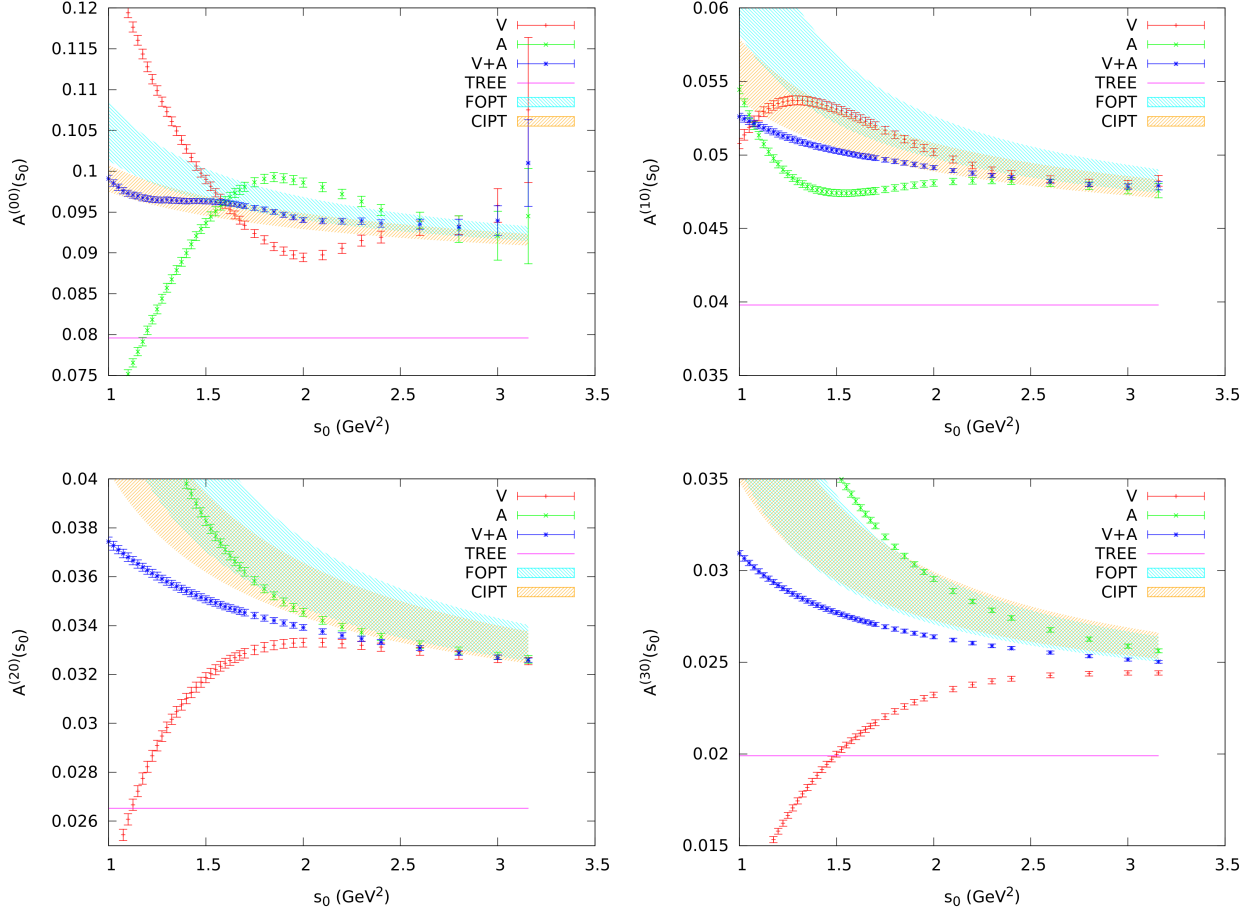 0.12
0.115
0.11
0.105
0.1
0.095
0.09
0.085
0.08
0.075
1
1.5
2
2.5
3
3.5
A(00)(s0)
s0 (GeV2)
V
A
V+A
TREE
FOPT
CIPT
0.06
0.055
0.05
0.045
0.04
0.035
1
1.5
2
2.5
3
3.5
A(10)(s0)
s0 (GeV2)
V
A
V+A
TREE
FOPT
CIPT
0.04
0.038
0.036
0.034
0.032
0.03
0.028
0.026
1
1.5
2
2.5
3
3.5
A(20)(s0)
s0 (GeV2)
V
A
V+A
TREE
FOPT
CIPT
0.035
0.03
0.025
0.02
0.015
1
1.5
2
2.5
3
3.5
A(30)(s0)
s0 (GeV2)
V
A
V+A
TREE
FOPT
CIPT